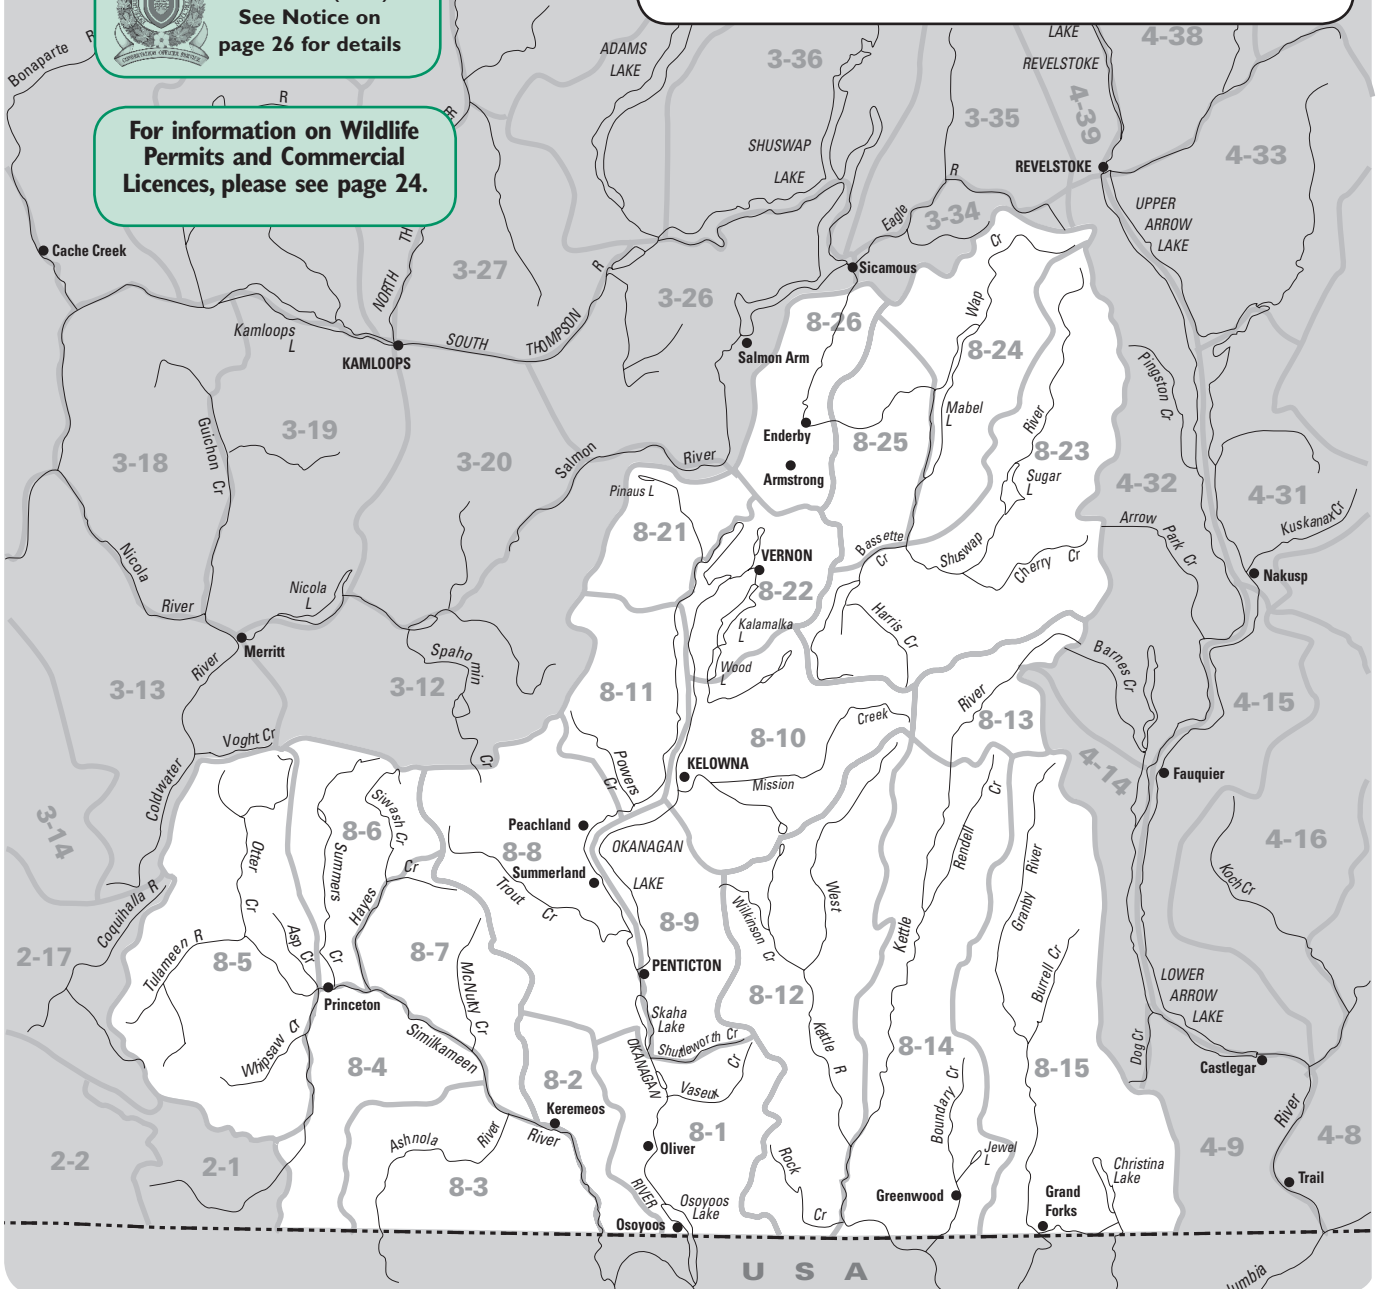 See Notice on
page 26 for details
For information on Wildlife
Permits and Commercial
Licences, please see page 24.
Bonaparte R
R
R
ADAMS
LAKE
3-36
LAKE
REVELSTOKE
4-38
4-39
3-35
4-33
SHUSWAP
LAKE
REVELSTOKE
R
Eagle
3-34
UPPER
ARROW
LAKE
Cache Creek
NORTH TH
3-27
R
3-26
Sicamous
Cr
Wap
8-26
8-24
Kamloops
L
KAMLOOPS
SOUTH THOMPSON
Salmon Arm
Pingston Cr
Mabel
L
River
Guichon Cr
3-19
3-18
3-20
Salmon River
Enderby
8-25
8-23
Armstrong
Sugar
L
4-32
4-31
Pinaus L
8-21
Arrow Park Cr
Kuskanax Cr
VERNON
Bessette Cr
Shuswap
Cherry Cr
Nakusp
Nicola River
Nicola
L
8-22
Kalamalka
L
Harris Cr
Merritt
River
Spahomin Cr
Wood
L
Barnes Cr
3-13
3-12
8-11
River
8-13
4-15
Voght Cr
Coldwater
8-10
Creek
KELOWNA
Mission
Powers Cr
4-14
Fauquier
3-14
Siwash Cr
8-6
Peachland
8-8
Summerland
OKANAGAN
LAKE
Rendell Cr
4-16
Otter Cr
Summers Cr
Hayes Cr
Trout Cr
West
Granby River
Koch Cr
Coquihalla R
Wilkinson Cr
8-9
Kettle
2-17
Tulameen R
8-5
Asp Cr
8-7
McNulty Cr
PENTICTON
8-12
Burrell Cr
LOWER
ARROW
LAKE
Princeton
Skaha
Lake
Whipsaw Cr
Similkameen
Shuttleworth Cr
Kettle R
8-14
Dog Cr
8-4
8-2
OKANAGAN
Vaseux Cr
8-15
Castlegar
Keremeos
Boundary Cr
River
Ashnola River
River
8-1
Oliver
Jewel
L
4-9
4-8
2-2
2-1
8-3
Rock Cr
Christina
Lake
Trail
RIVER
Osoyoos
Lake
Greenwood
Grand
Forks
Osoyoos
USA
lumbia